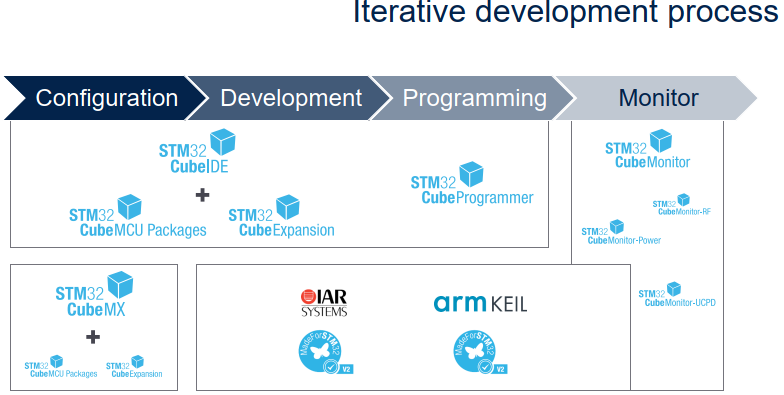 Iterative development process
Configuration
Development
Programming
Monitor
STM32
CubeIDE
+
STM32
CubeMCU Packages
STM32
CubeExpansion
STM32
CubeProgrammer
STM32
CubeMonitor
STM32
CubeMonitor-RF
STM32
CubeMonitor-Power
STM32
CubeMonitor-UCPD
STM32
CubeMX
+
STM32
CubeMCU Packages
STM32
CubeExpansion
IAR
SYSTEMS
MadeForSTM32
V2
arm KEIL
MadeForSTM32
V2